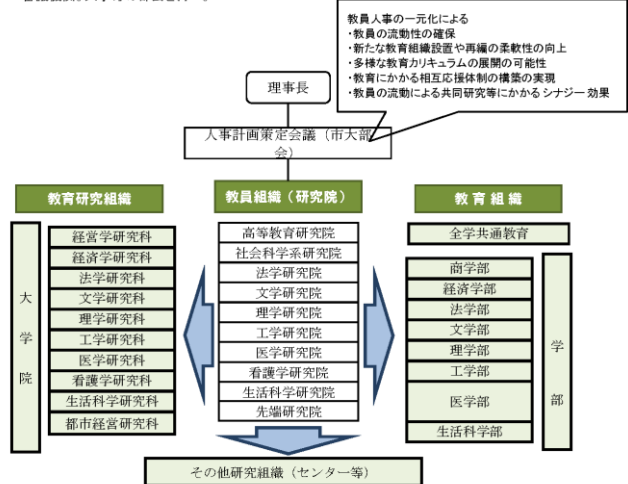 教員人事の一元化による
・教員の流動性の確保
・新たな教育組織設置や再編の柔軟性の向上
・多様な教育カリキュラムの展開の可能性
・教育にかかる相互応援体制の構築の実現
・教員の流動による共同研究等にかかるシナジー効果
理事長
人事計画策定会議（市大部
会）
教育研究組織
教員組織（研究院）
教育組織
大学院
経営学研究科
経済学研究科
法学研究科
文学研究科
理学研究科
工学研究科
医学研究科
看護学研究科
生活科学研究科
都市経営研究科
高等教育研究院
社会科学系研究院
法学研究院
文学研究院
理学研究院
工学研究院
医学研究院
看護学研究院
生活科学研究院
先端研究院
全学共通教育
商学部
経済学部
法学部
文学部
理学部
工学部
医学部
生活科学部
学部
その他研究組織（センター等）